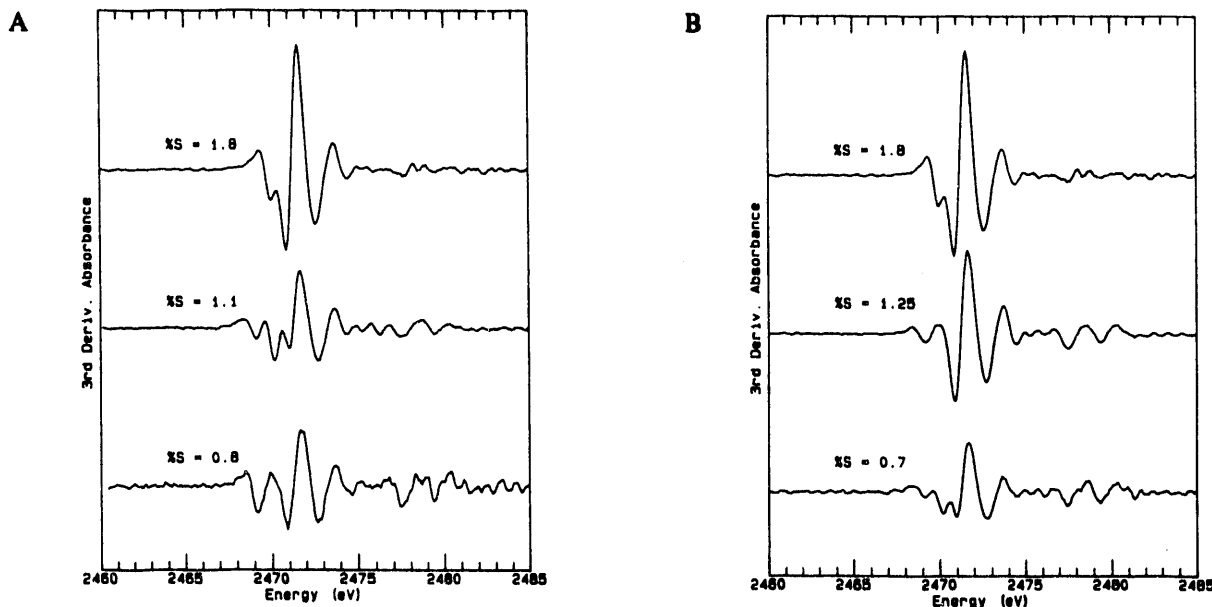 A
3rd Deriv. Absorbance
%S = 1.8
%S = 1.1
%S = 0.8
2460 2465 2470 2475 2480 2485
Energy (eV)
B
3rd Deriv. Absorbance
%S = 1.8
%S = 1.25
%S = 0.7
2460 2465 2470 2475 2480 2485
Energy (eV)